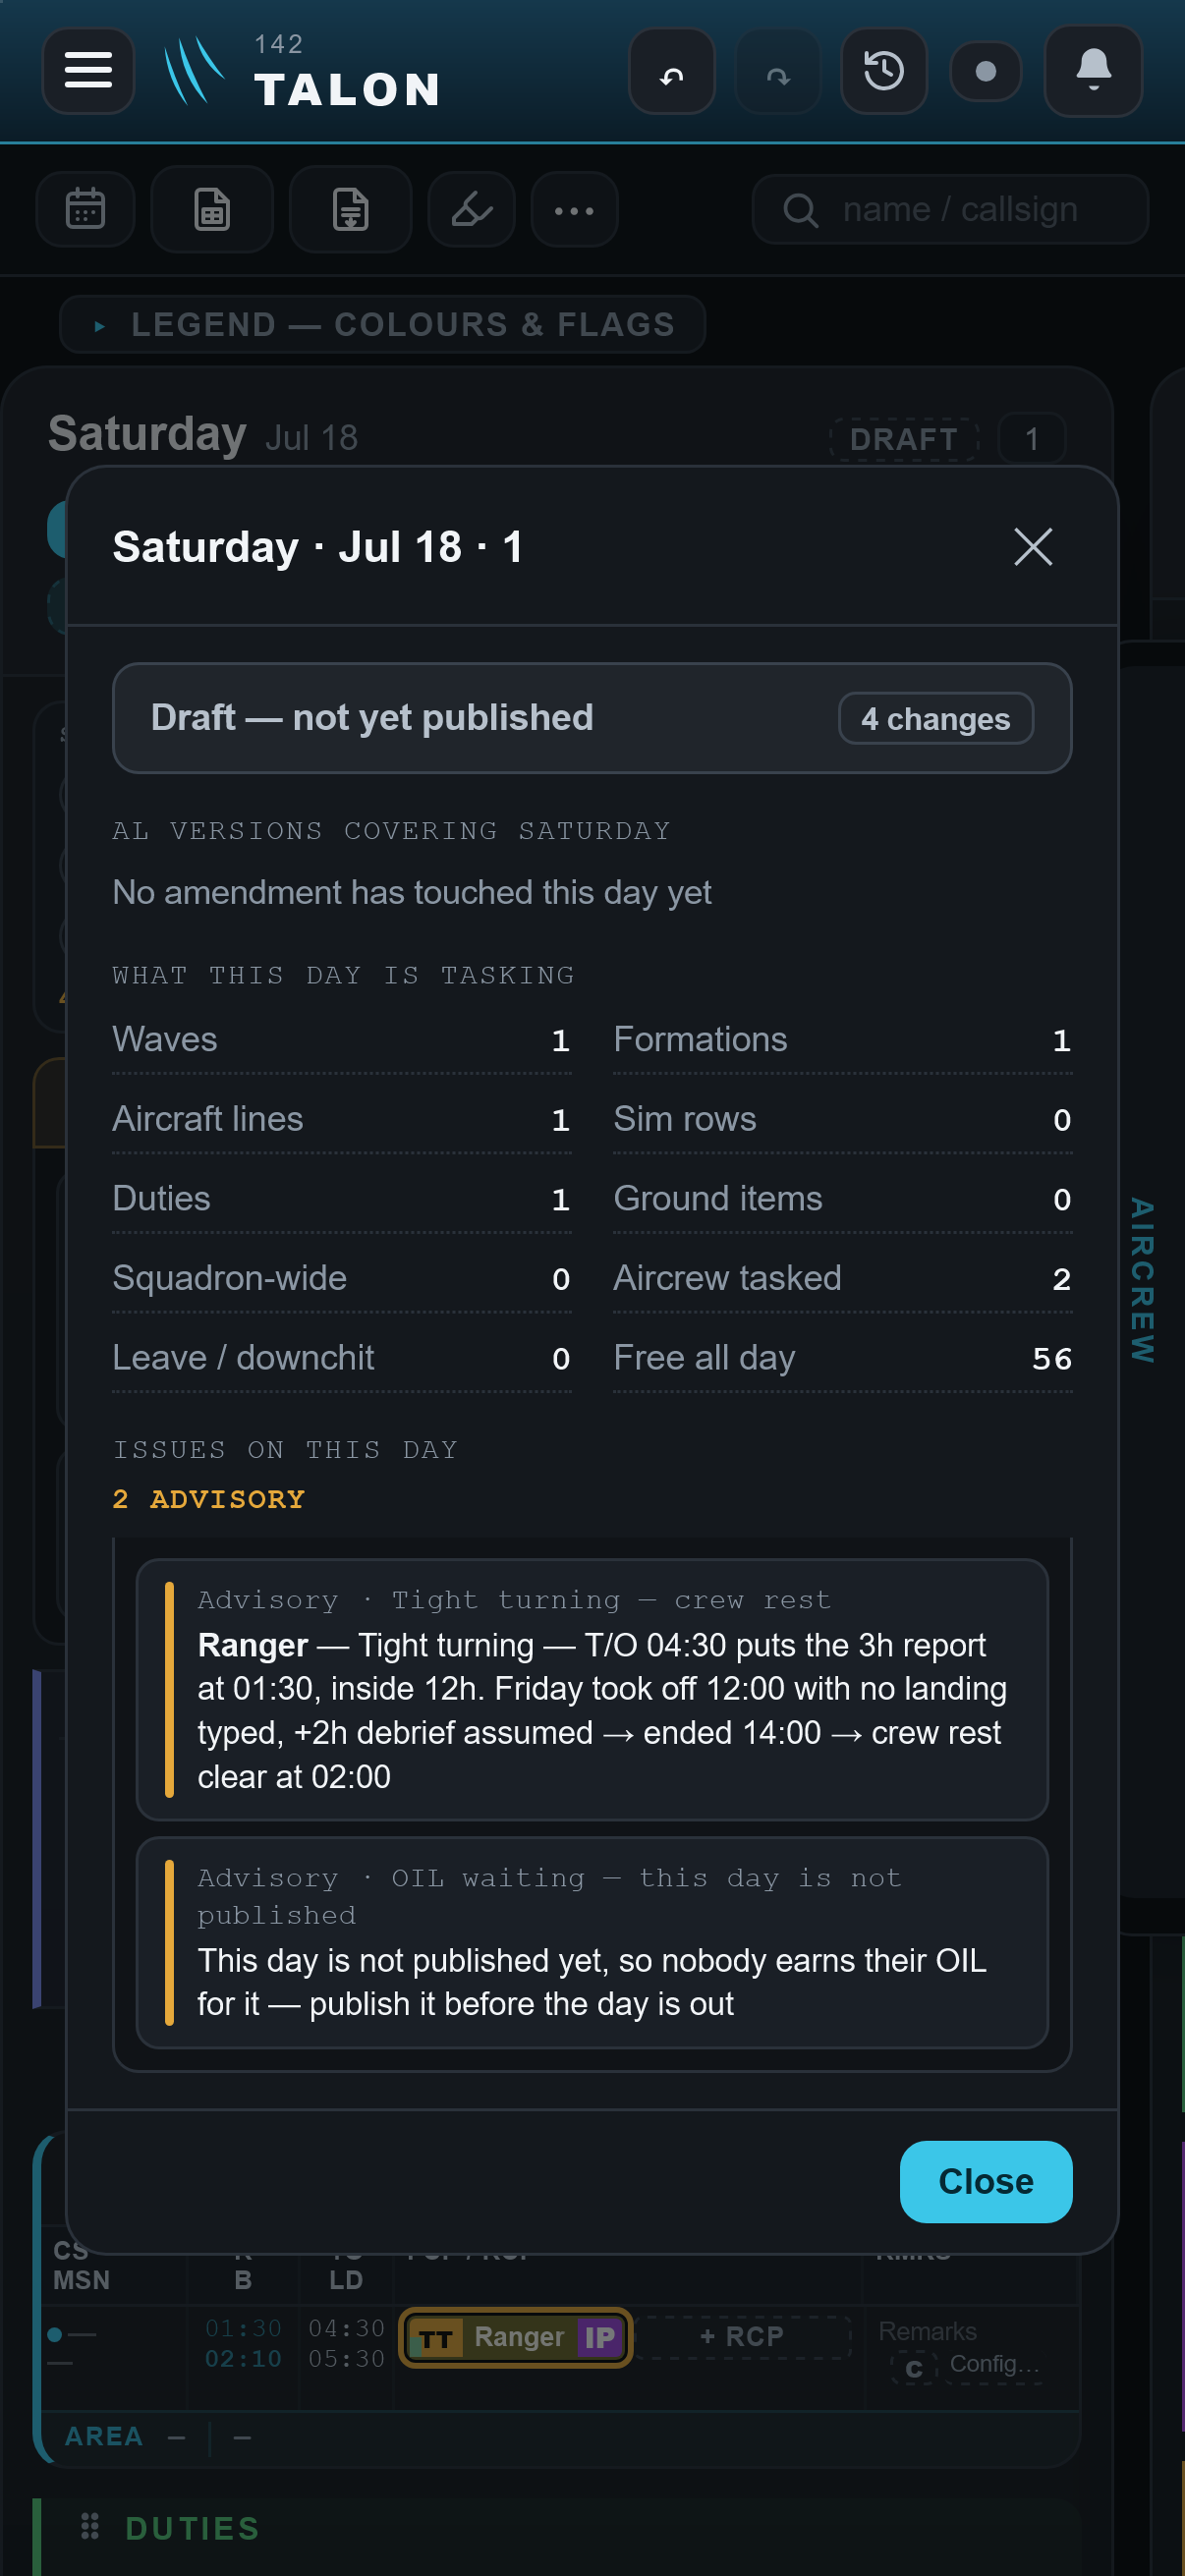 142
TALON
name / callsign
▸ LEGEND — COLOURS & FLAGS
Saturday Jul 18 DRAFT 1
Saturday · Jul 18 · 1
Draft — not yet published 4 changes
AL VERSIONS COVERING SATURDAY
No amendment has touched this day yet
WHAT THIS DAY IS TASKING
Waves 1 Formations 1
Aircraft lines 1 Sim rows 0
Duties 1 Ground items 0
Squadron-wide 0 Aircrew tasked 2
Leave / downchit 0 Free all day 56
AIRCREW
ISSUES ON THIS DAY
2 ADVISORY
Advisory · Tight turning — crew rest
Ranger — Tight turning — T/O 04:30 puts the 3h report
at 01:30, inside 12h. Friday took off 12:00 with no landing
typed, +2h debrief assumed → ended 14:00 → crew rest
clear at 02:00
Advisory · OIL waiting — this day is not
published
This day is not published yet, so nobody earns their OIL
for it — publish it before the day is out
Close
CS
MSN B LD
— 01:30 04:30 TT Ranger IP + RCP Remarks
— 02:10 05:30 C Config…
AREA — —
DUTIES